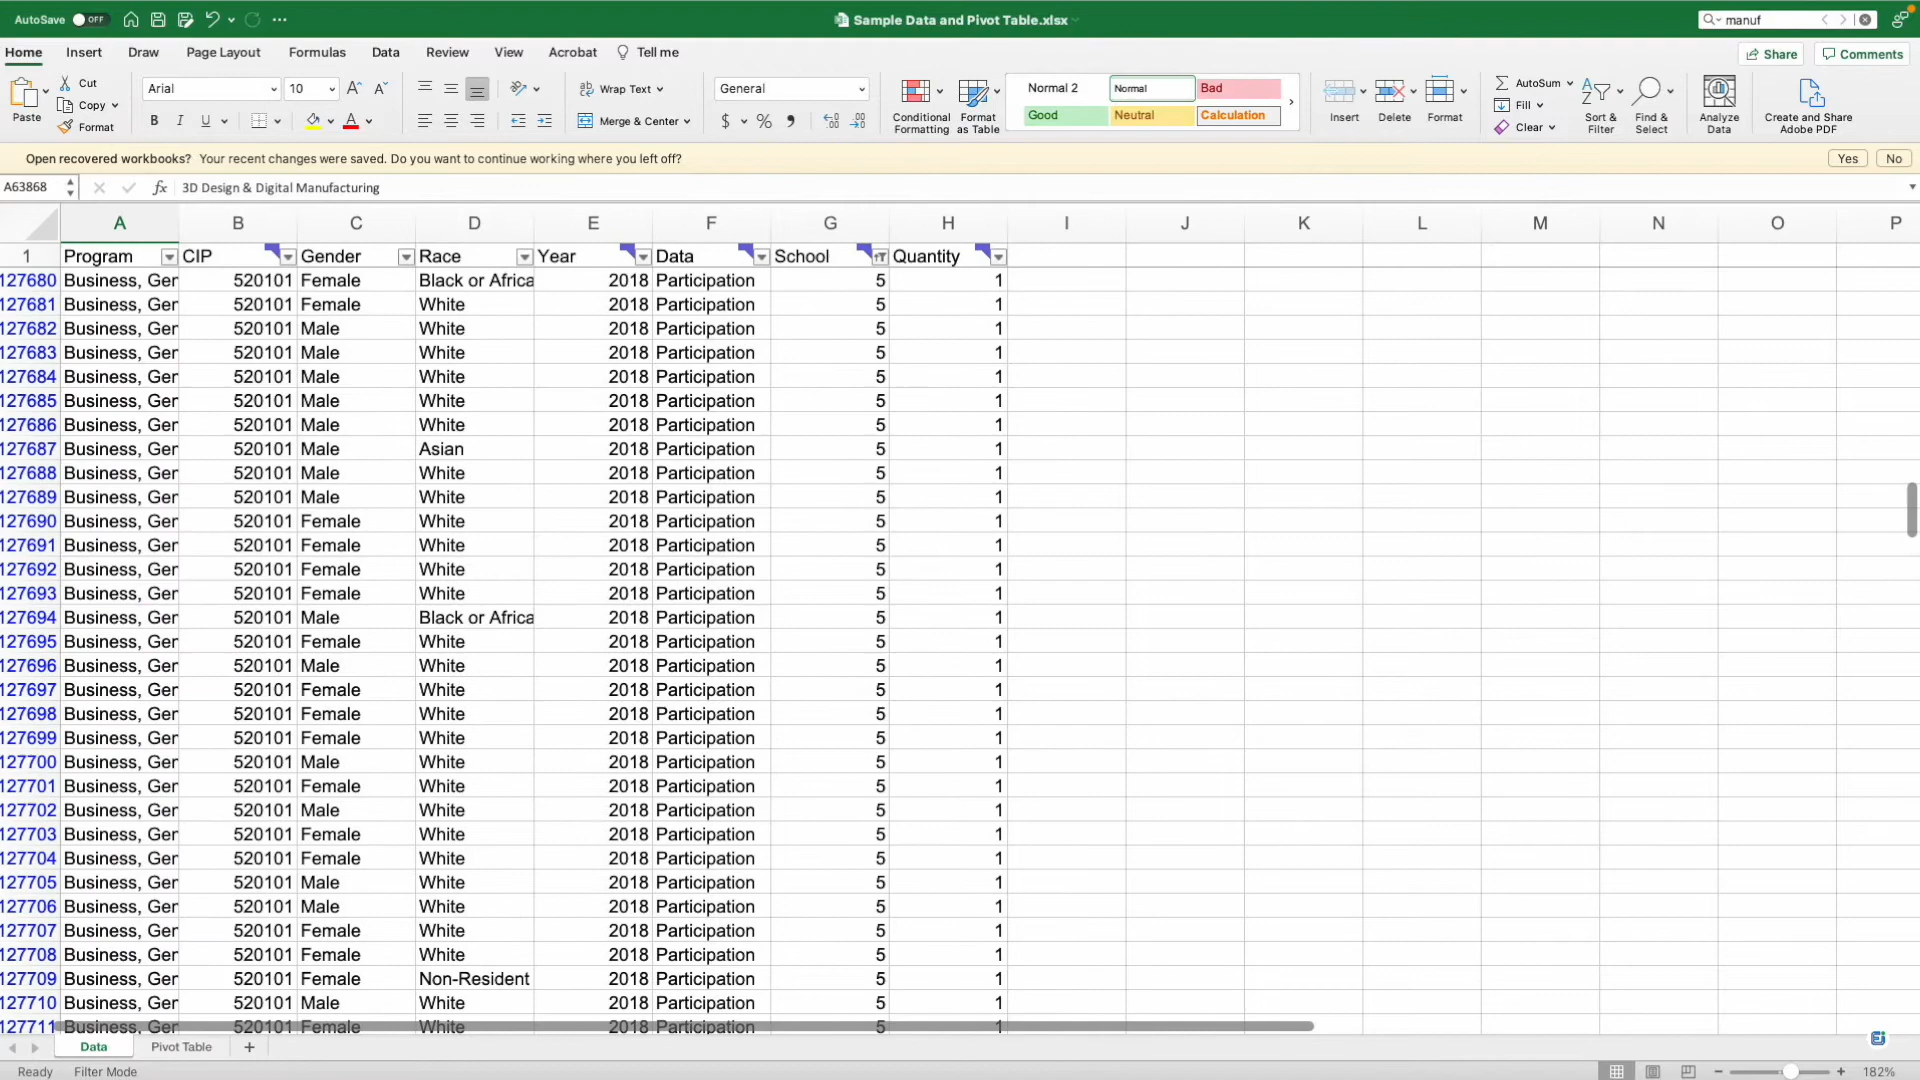 AutoSave OFF Sample Data and Pivot Table.xlsx manuf
Home Insert Draw Page Layout Formulas Data Review View Acrobat Tell me Share Comments
Paste Cut Copy Format Arial 10 Wrap Text Merge & Center General Conditional Formatting Format as Table Normal 2 Normal Bad Good Neutral Calculation Insert Delete Format AutoSum Fill Clear Sort & Filter Find & Select Analyze Data Create and Share Adobe PDF
Open recovered workbooks? Your recent changes were saved. Do you want to continue working where you left off? Yes No
A63868 fx 3D Design & Digital Manufacturing
A B C D E F G H I J K L M N O P
1 Program CIP Gender Race Year Data School Quantity
127680 Business, Ger 520101 Female Black or Africa 2018 Participation 5 1
127681 Business, Ger 520101 Female White 2018 Participation 5 1
127682 Business, Ger 520101 Male White 2018 Participation 5 1
127683 Business, Ger 520101 Male White 2018 Participation 5 1
127684 Business, Ger 520101 Male White 2018 Participation 5 1
127685 Business, Ger 520101 Male White 2018 Participation 5 1
127686 Business, Ger 520101 Male White 2018 Participation 5 1
127687 Business, Ger 520101 Male Asian 2018 Participation 5 1
127688 Business, Ger 520101 Male White 2018 Participation 5 1
127689 Business, Ger 520101 Male White 2018 Participation 5 1
127690 Business, Ger 520101 Female White 2018 Participation 5 1
127691 Business, Ger 520101 Female White 2018 Participation 5 1
127692 Business, Ger 520101 Female White 2018 Participation 5 1
127693 Business, Ger 520101 Female White 2018 Participation 5 1
127694 Business, Ger 520101 Male Black or Africa 2018 Participation 5 1
127695 Business, Ger 520101 Female White 2018 Participation 5 1
127696 Business, Ger 520101 Male White 2018 Participation 5 1
127697 Business, Ger 520101 Female White 2018 Participation 5 1
127698 Business, Ger 520101 Female White 2018 Participation 5 1
127699 Business, Ger 520101 Female White 2018 Participation 5 1
127700 Business, Ger 520101 Male White 2018 Participation 5 1
127701 Business, Ger 520101 Female White 2018 Participation 5 1
127702 Business, Ger 520101 Male White 2018 Participation 5 1
127703 Business, Ger 520101 Female White 2018 Participation 5 1
127704 Business, Ger 520101 Female White 2018 Participation 5 1
127705 Business, Ger 520101 Male White 2018 Participation 5 1
127706 Business, Ger 520101 Male White 2018 Participation 5 1
127707 Business, Ger 520101 Female White 2018 Participation 5 1
127708 Business, Ger 520101 Female White 2018 Participation 5 1
127709 Business, Ger 520101 Female Non-Resident 2018 Participation 5 1
127710 Business, Ger 520101 Male White 2018 Participation 5 1
127711 Business, Ger 520101 Female White 2018 Participation 5 1
Data Pivot Table
Ready Filter Mode 182%